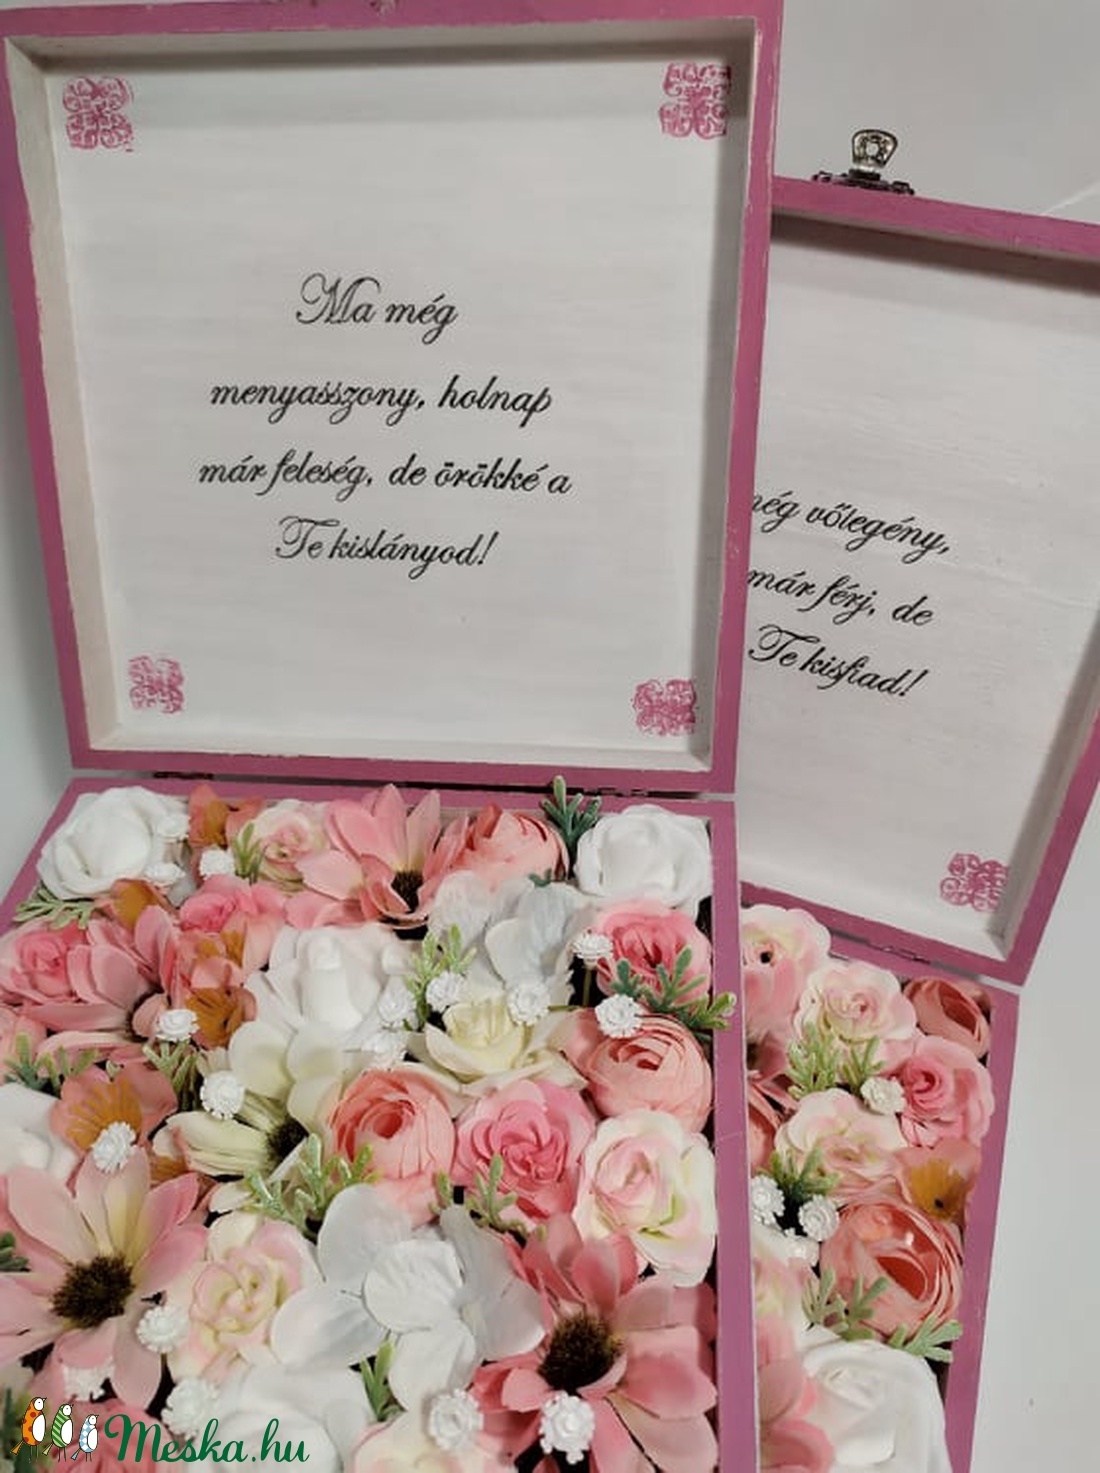 Ma még
menyasszony, holnap
már feleség, de örökké a
Te kislányod!
még vőlegény,
már férj, de
Te kisfiad!
Meska.hu